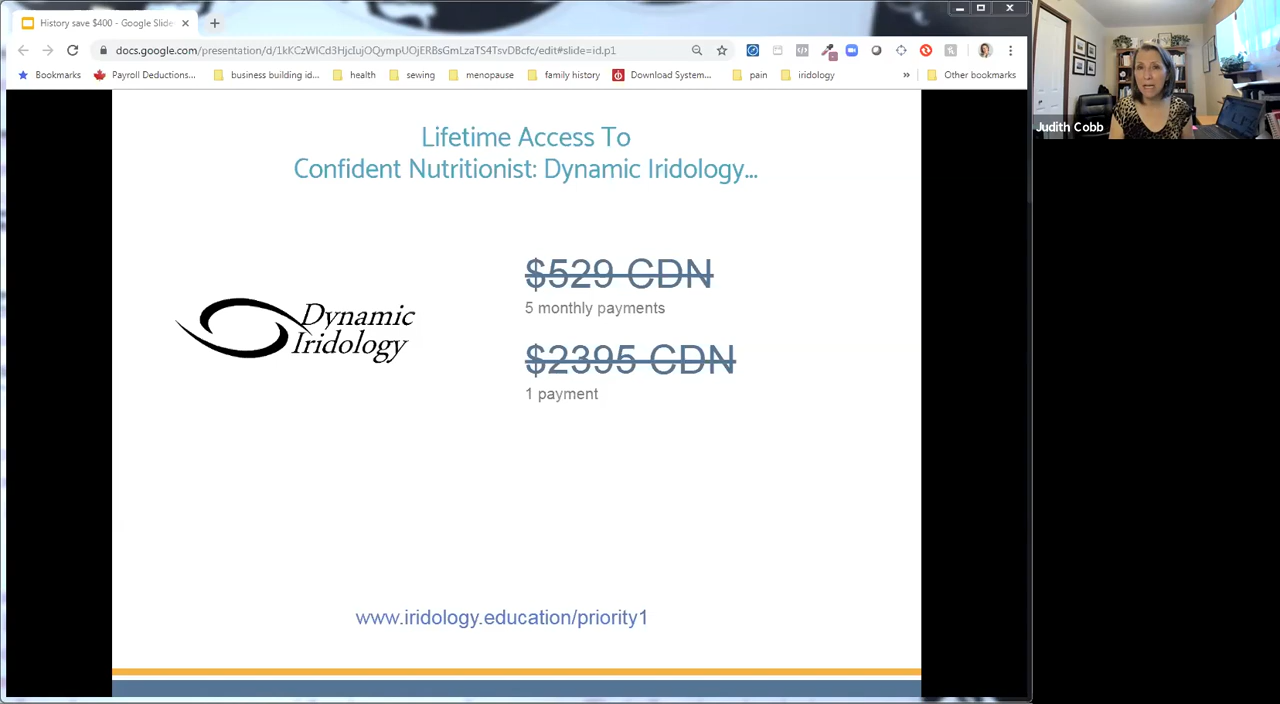 History save $400 - Google Slide
docs.google.com/presentation/d/1kKCzWlCd3HjcIujOQympUOjERBsGmLzaTS4TsvDBcfc/edit#slide=id.p1
Bookmarks
Payroll Deductions...
business building id...
health
sewing
menopause
family history
Download System...
pain
iridology
»
Other bookmarks
Judith Cobb
Lifetime Access To
Confident Nutritionist: Dynamic Iridology...
$529 CDN
5 monthly payments
Dynamic
Iridology
$2395 CDN
1 payment
www.iridology.education/priority1